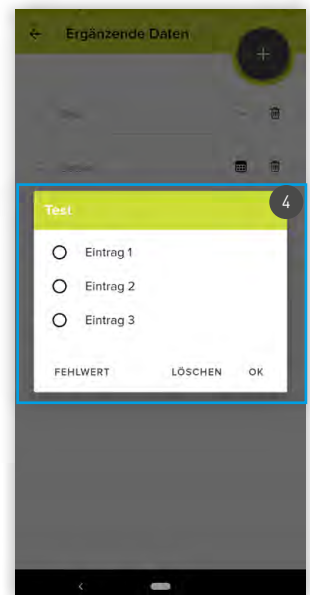 Ergänzende Daten
+
4
Test
Eintrag 1
Eintrag 2
Eintrag 3
FEHLWERT LÖSCHEN OK